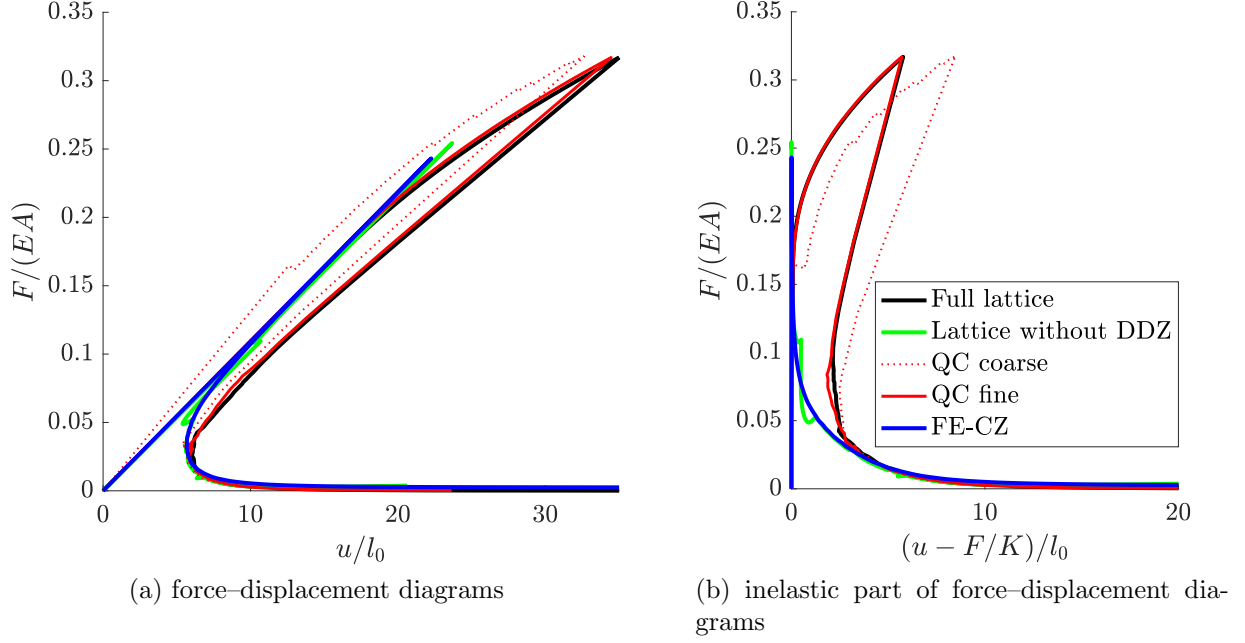 0.35
0.3
0.25
0.2
0.15
0.1
0.05
0
F/(EA)
0
10
20
30
u/l₀
(a) force–displacement diagrams
0.35
0.3
0.25
0.2
0.15
0.1
0.05
0
F/(EA)
Full lattice
Lattice without DDZ
QC coarse
QC fine
FE-CZ
0
10
20
(u − F/K)/l₀
(b) inelastic part of force–displacement dia-
grams